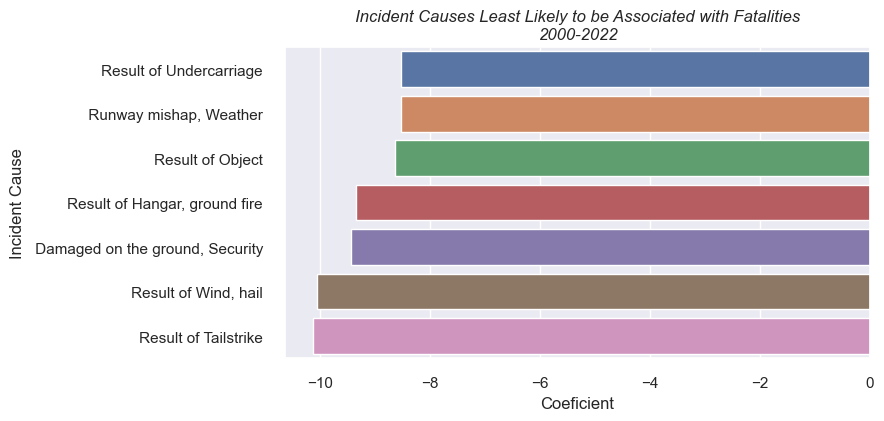 Incident Causes Least Likely to be Associated with Fatalities
2000-2022
Incident Cause
Result of Undercarriage
Runway mishap, Weather
Result of Object
Result of Hangar, ground fire
Damaged on the ground, Security
Result of Wind, hail
Result of Tailstrike
−10 −8 −6 −4 −2 0
Coeficient